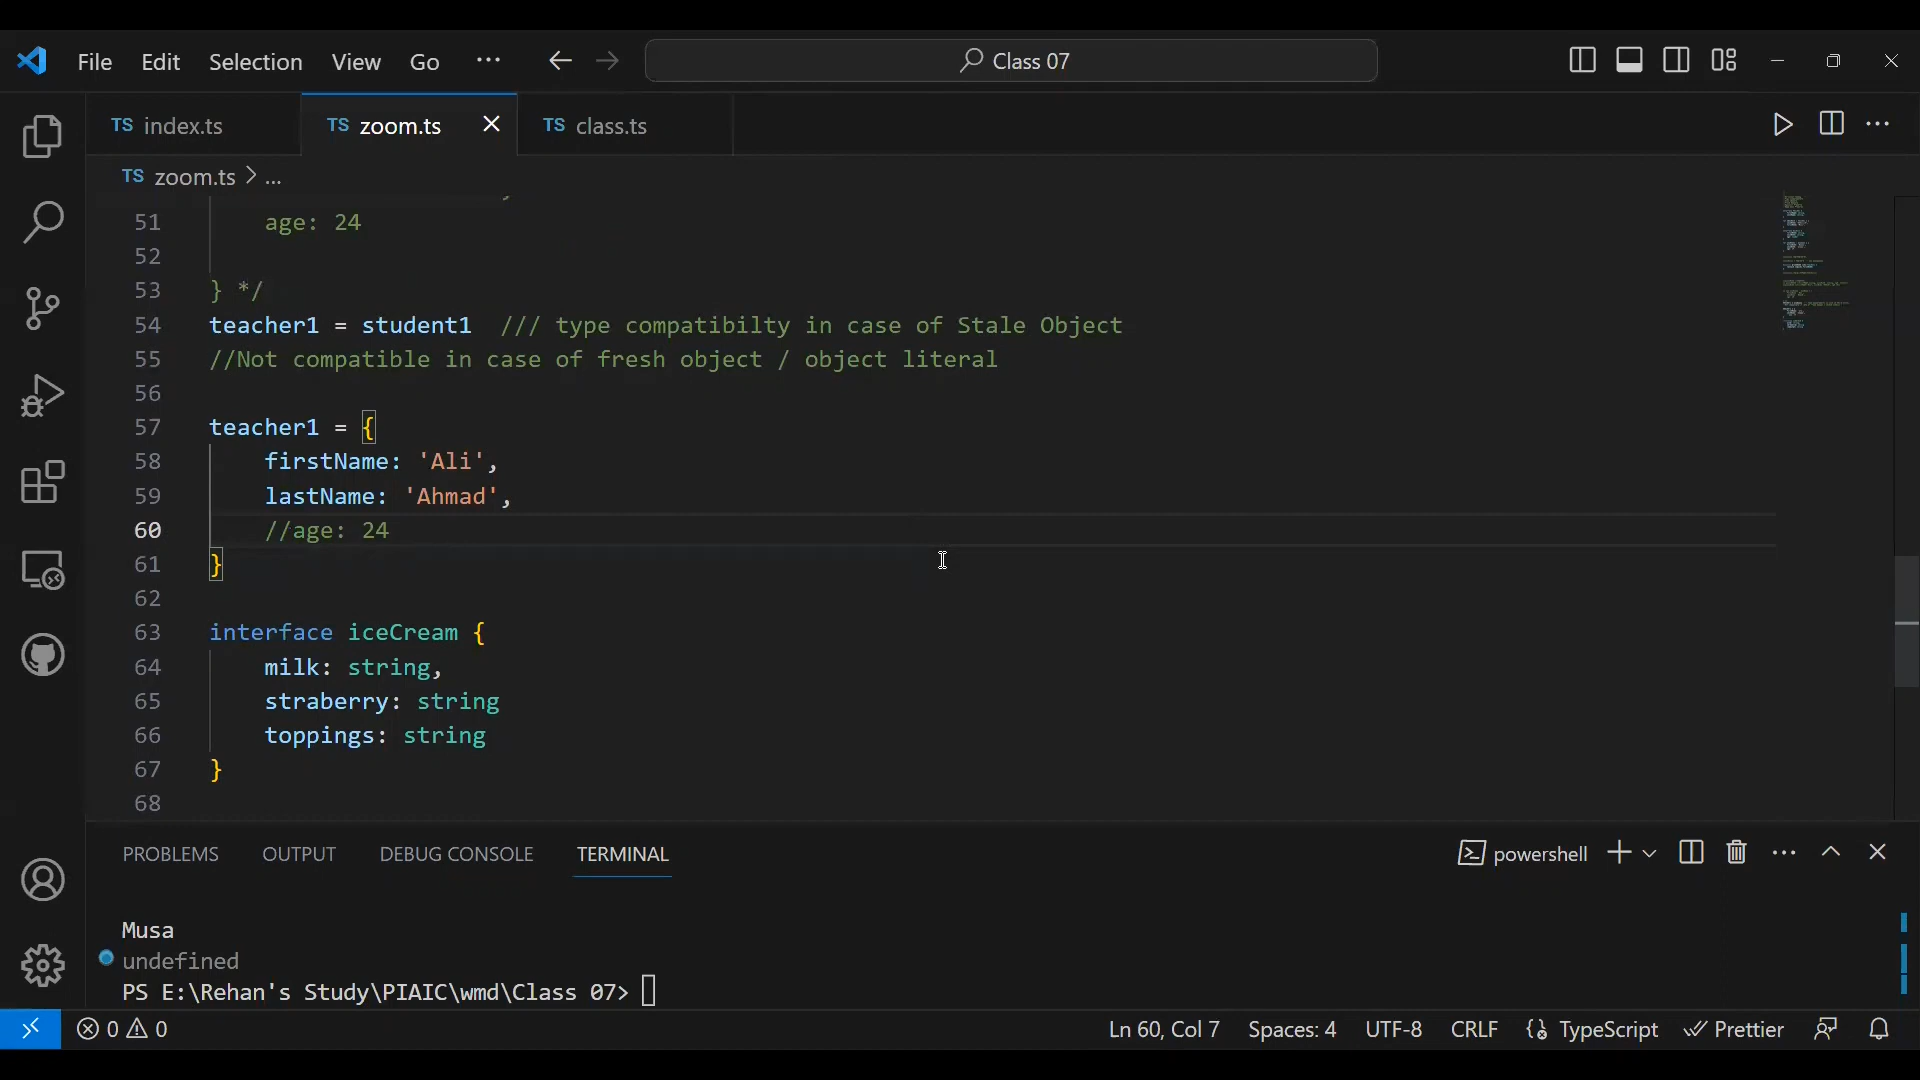 File Edit Selection View Go ... Class 07
TS index.ts TS zoom.ts TS class.ts
TS zoom.ts > ...
51 age: 24
52
53 } */
54 teacher1 = student1 /// type compatibilty in case of Stale Object
55 //Not compatible in case of fresh object / object literal
56
57 teacher1 = {
58 firstName: 'Ali',
59 lastName: 'Ahmad',
60 //age: 24
61 }
62
63 interface iceCream {
64 milk: string,
65 straberry: string
66 toppings: string
67 }
68
PROBLEMS OUTPUT DEBUG CONSOLE TERMINAL powershell
Musa
undefined
PS E:\Rehan's Study\PIAIC\wmd\Class 07>
0 0 Ln 60, Col 7 Spaces: 4 UTF-8 CRLF {} TypeScript Prettier